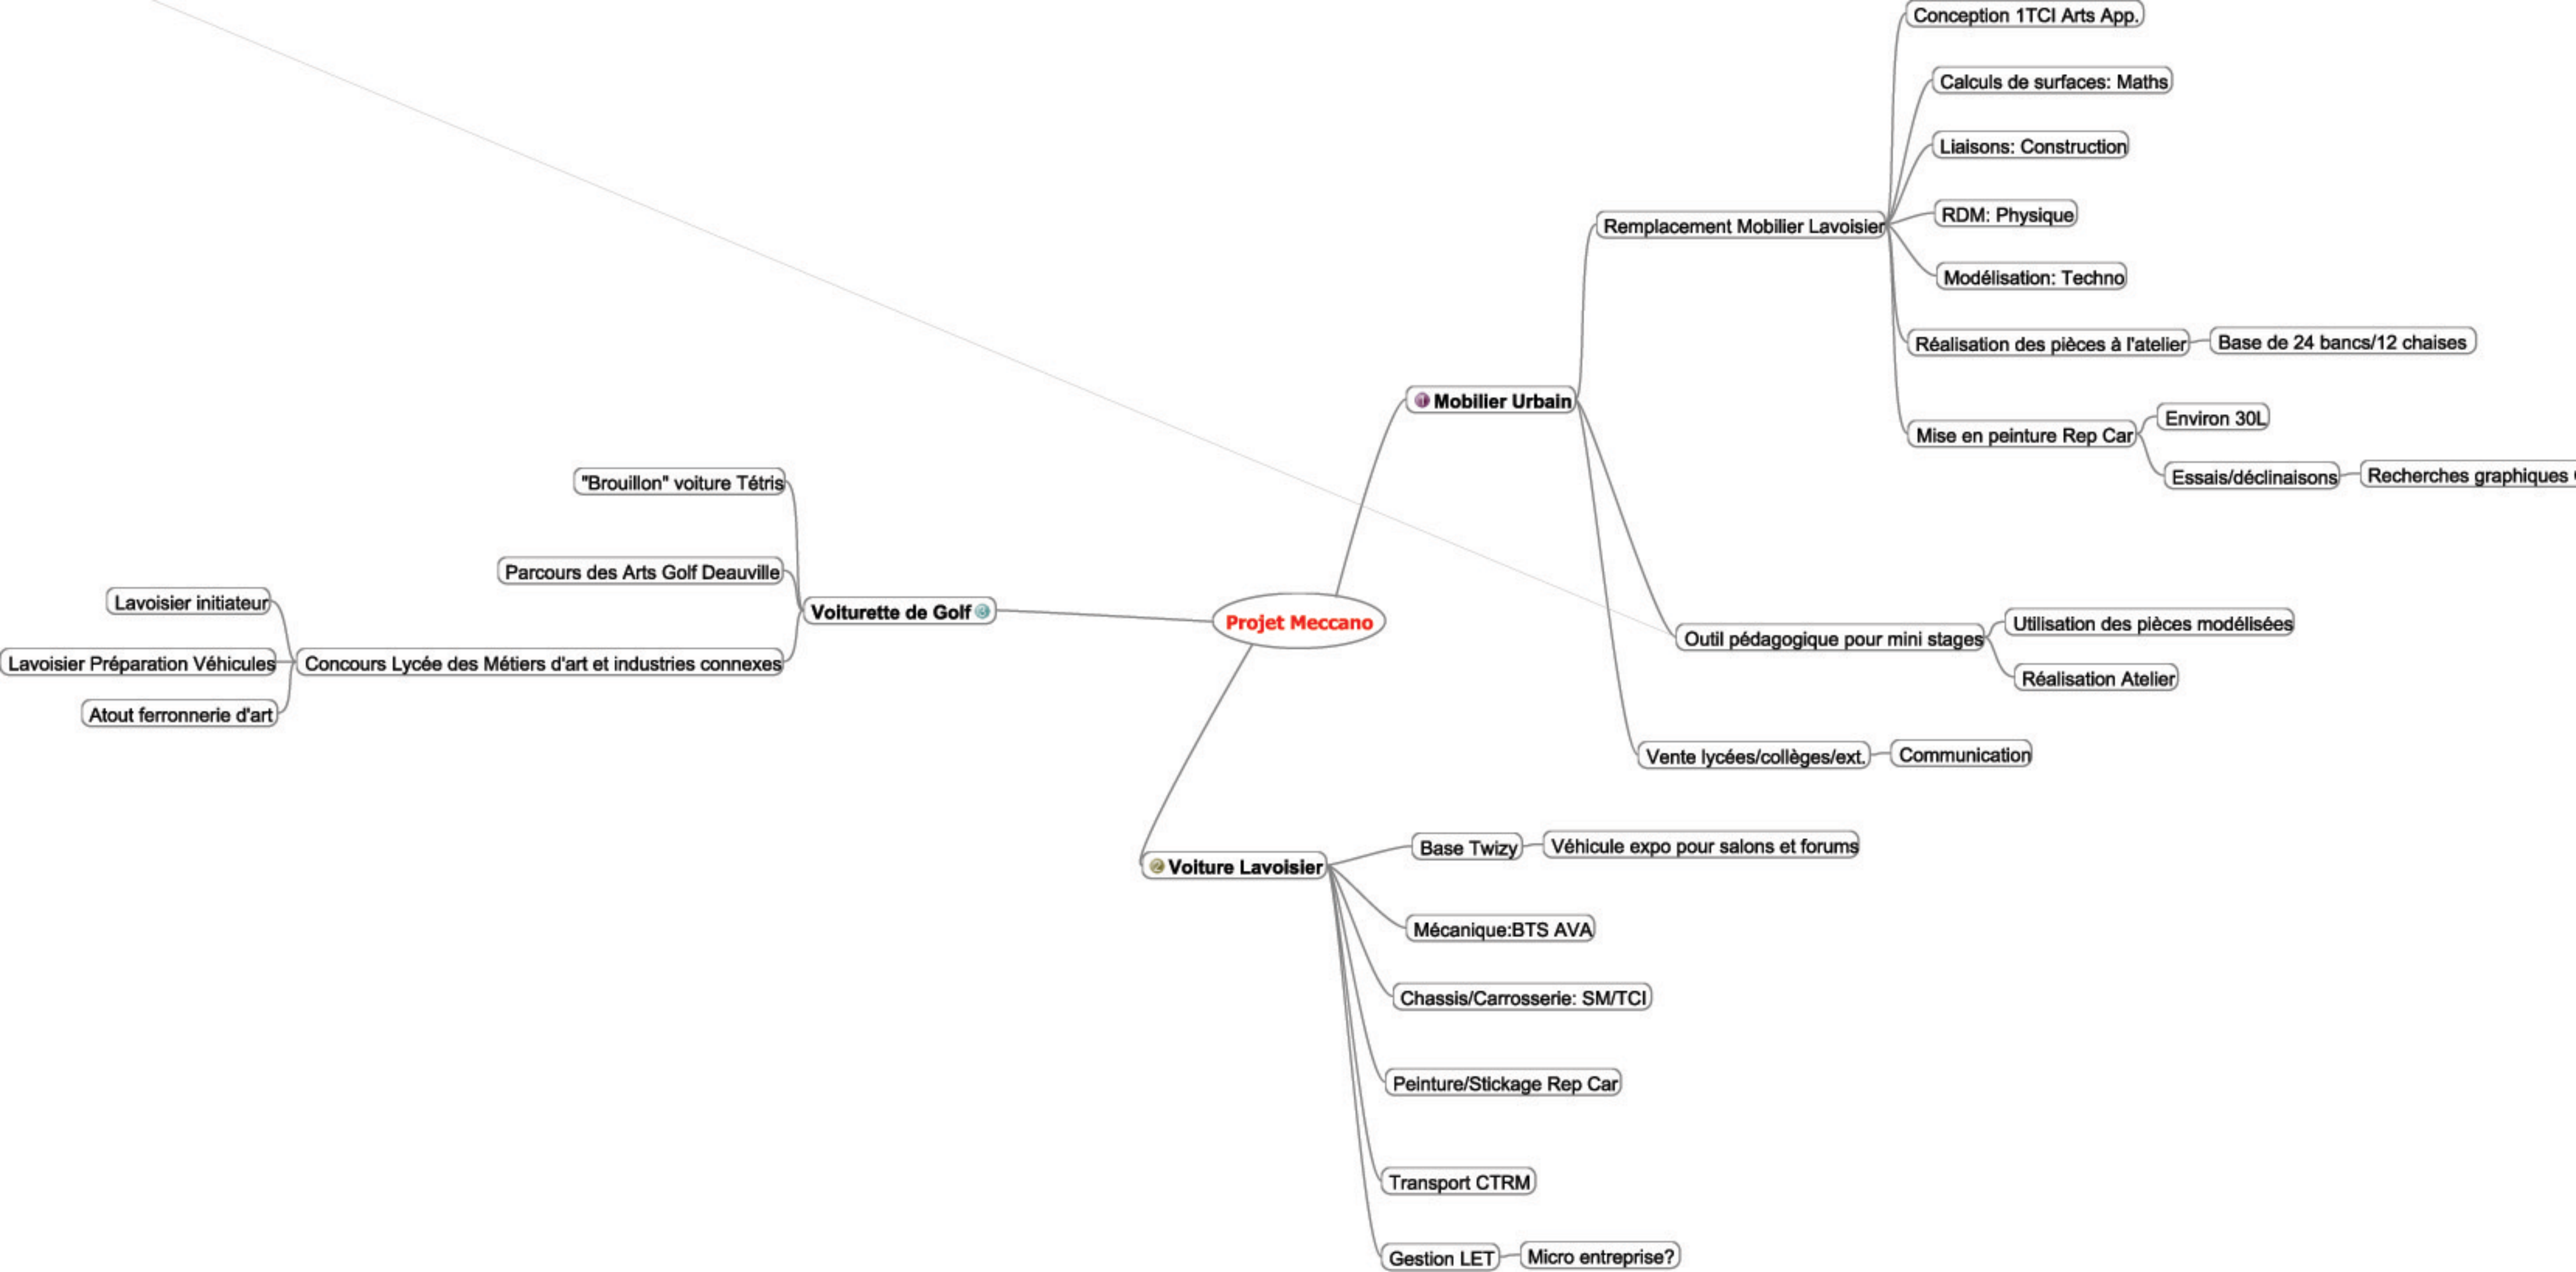 Projet Meccano
Mobilier Urbain
Remplacement Mobilier Lavoisier
Conception 1TCI Arts App.
Calculs de surfaces: Maths
Liaisons: Construction
RDM: Physique
Modélisation: Techno
Réalisation des pièces à l'atelier
Base de 24 bancs/12 chaises
Mise en peinture Rep Car
Environ 30L
Essais/déclinaisons
Recherches graphiques
Outil pédagogique pour mini stages
Utilisation des pièces modélisées
Réalisation Atelier
Vente lycées/collèges/ext.
Communication
Voiture Lavoisier
Base Twizy
Véhicule expo pour salons et forums
Mécanique:BTS AVA
Chassis/Carrosserie: SM/TCI
Peinture/Stickage Rep Car
Transport CTRM
Gestion LET
Micro entreprise?
Voiturette de Golf
"Brouillon" voiture Tétris
Parcours des Arts Golf Deauville
Concours Lycée des Métiers d'art et industries connexes
Lavoisier initiateur
Lavoisier Préparation Véhicules
Atout ferronnerie d'art